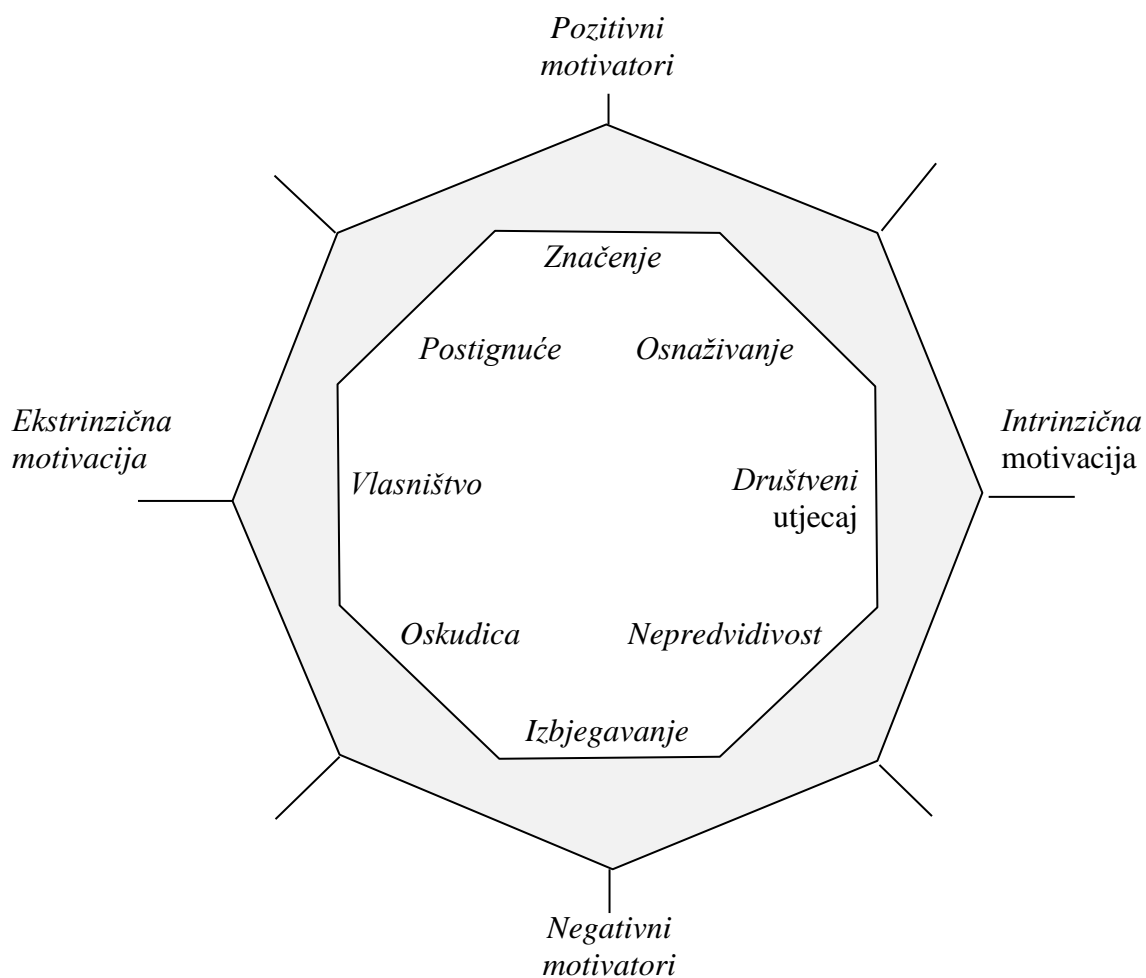 Pozitivni
motivatori
Značenje
Postignuće
Osnaživanje
Ekstrinzična
motivacija
Intrinzična
motivacija
Vlasništvo
Društveni
utjecaj
Oskudica
Nepredvidivost
Izbjegavanje
Negativni
motivatori